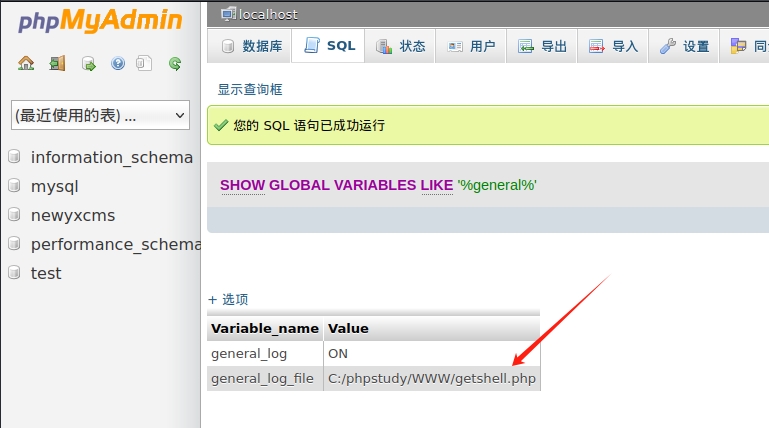 phpMyAdmin
(最近使用的表) ...
information_schema
mysql
newyxcms
performance_schema
test
localhost
数据库 SQL 状态 用户 导出 导入 设置 同
显示查询框
您的 SQL 语句已成功运行
SHOW GLOBAL VARIABLES LIKE '%general%'
+ 选项
Variable_name Value
general_log ON
general_log_file C:/phpstudy/WWW/getshell.php